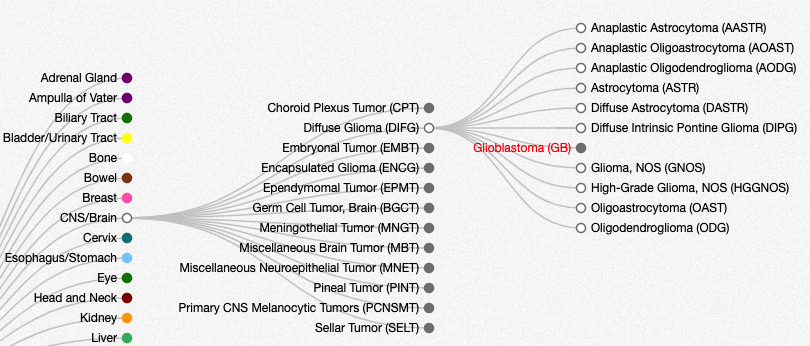 Adrenal Gland
Ampulla of Vater
Biliary Tract
Bladder/Urinary Tract
Bone
Bowel
Breast
CNS/Brain
Cervix
Esophagus/Stomach
Eye
Head and Neck
Kidney
Liver
Choroid Plexus Tumor (CPT)
Diffuse Glioma (DIFG)
Embryonal Tumor (EMBT)
Encapsulated Glioma (ENCG)
Ependymomal Tumor (EPMT)
Germ Cell Tumor, Brain (BGCT)
Meningothelial Tumor (MNGT)
Miscellaneous Brain Tumor (MBT)
Miscellaneous Neuroepithelial Tumor (MNET)
Pineal Tumor (PINT)
Primary CNS Melanocytic Tumors (PCNSMT)
Sellar Tumor (SELT)
Anaplastic Astrocytoma (AASTR)
Anaplastic Oligoastrocytoma (AOAST)
Anaplastic Oligodendroglioma (AODG)
Astrocytoma (ASTR)
Diffuse Astrocytoma (DASTR)
Diffuse Intrinsic Pontine Glioma (DIPG)
Glioblastoma (GB)
Glioma, NOS (GNOS)
High-Grade Glioma, NOS (HGGNOS)
Oligoastrocytoma (OAST)
Oligodendroglioma (ODG)